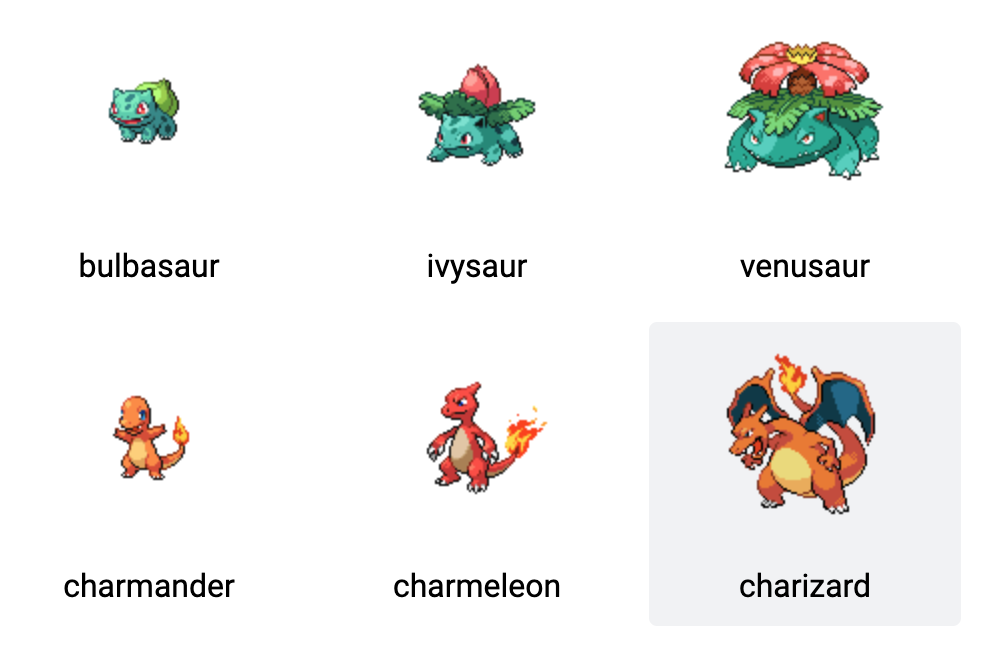 bulbasaur
ivysaur
venusaur
charmander
charmeleon
charizard